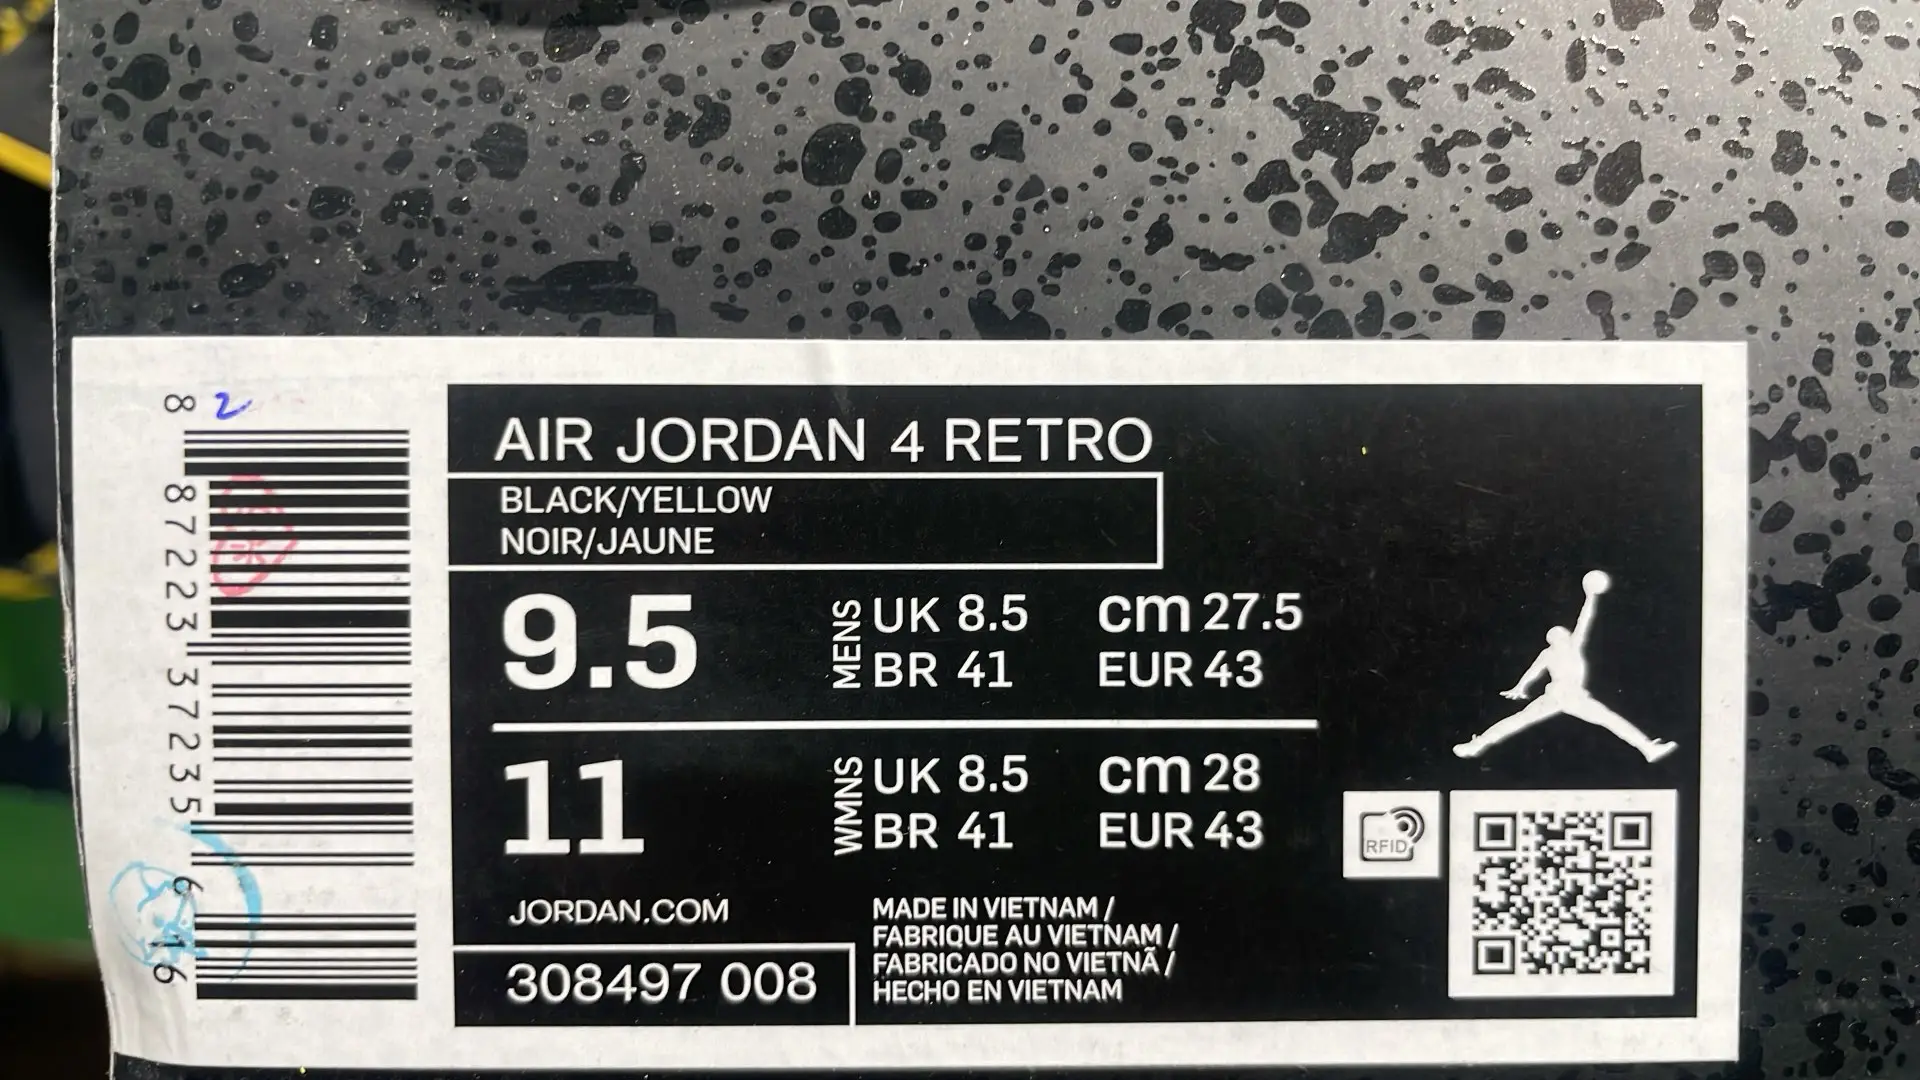 8 2
87223 37235
6 16
AIR JORDAN 4 RETRO
BLACK/YELLOW
NOIR/JAUNE
9.5
MENS
UK 8.5 cm 27.5
BR 41 EUR 43
11
WMNS
UK 8.5 cm 28
BR 41 EUR 43
JORDAN.COM
308497 008
MADE IN VIETNAM /
FABRIQUE AU VIETNAM /
FABRICADO NO VIETNÃ /
HECHO EN VIETNAM
RFID